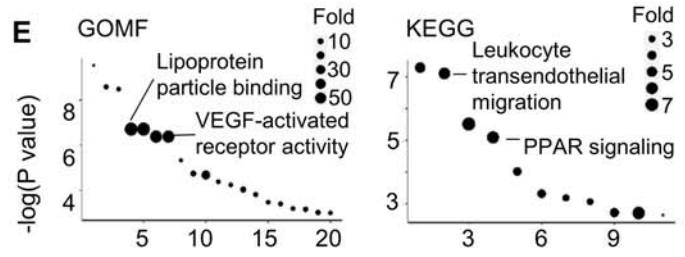 E
GOMF
Fold
10
30
50
Lipoprotein
particle binding
VEGF-activated
receptor activity
-log(P value)
8
6
4
5
10
15
20
KEGG
Fold
3
5
7
Leukocyte
transendothelial
migration
PPAR signaling
7
5
3
3
6
9